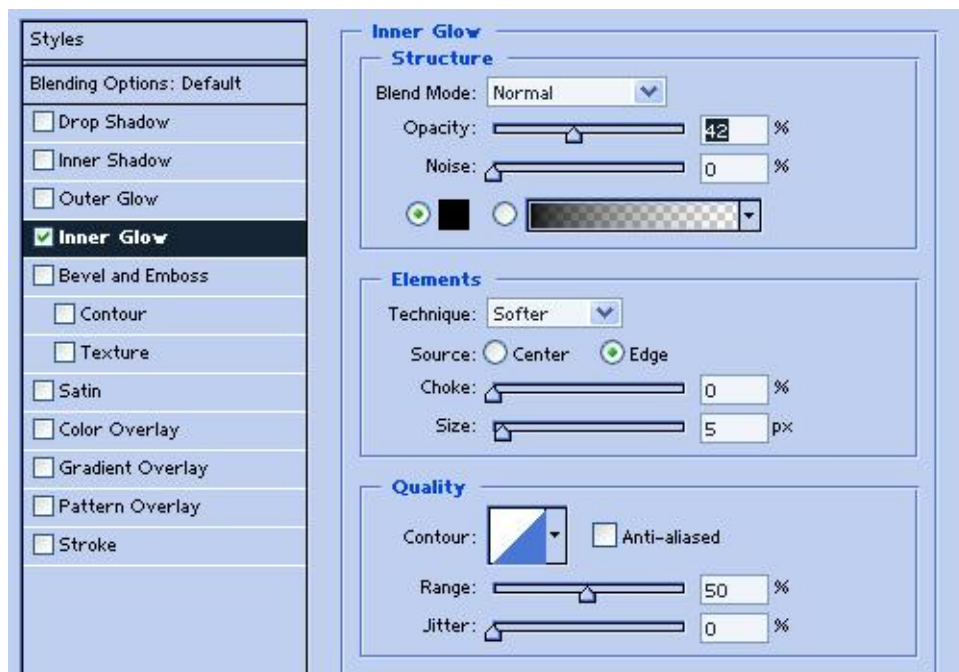 Styles
Blending Options: Default
Drop Shadow
Inner Shadow
Outer Glow
Inner Glow
Bevel and Emboss
Contour
Texture
Satin
Color Overlay
Gradient Overlay
Pattern Overlay
Stroke
Inner Glow
Structure
Blend Mode: Normal
Opacity: 42 %
Noise: 0 %
Elements
Technique: Softer
Source: Center Edge
Choke: 0 %
Size: 5 px
Quality
Contour: Anti-aliased
Range: 50 %
Jitter: 0 %